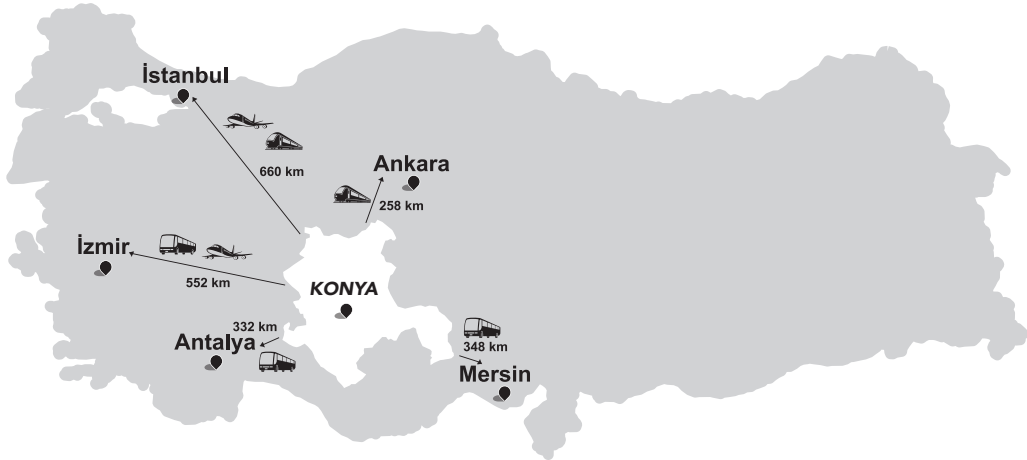 İstanbul
660 km
Ankara
258 km
İzmir
552 km
KONYA
332 km
Antalya
348 km
Mersin